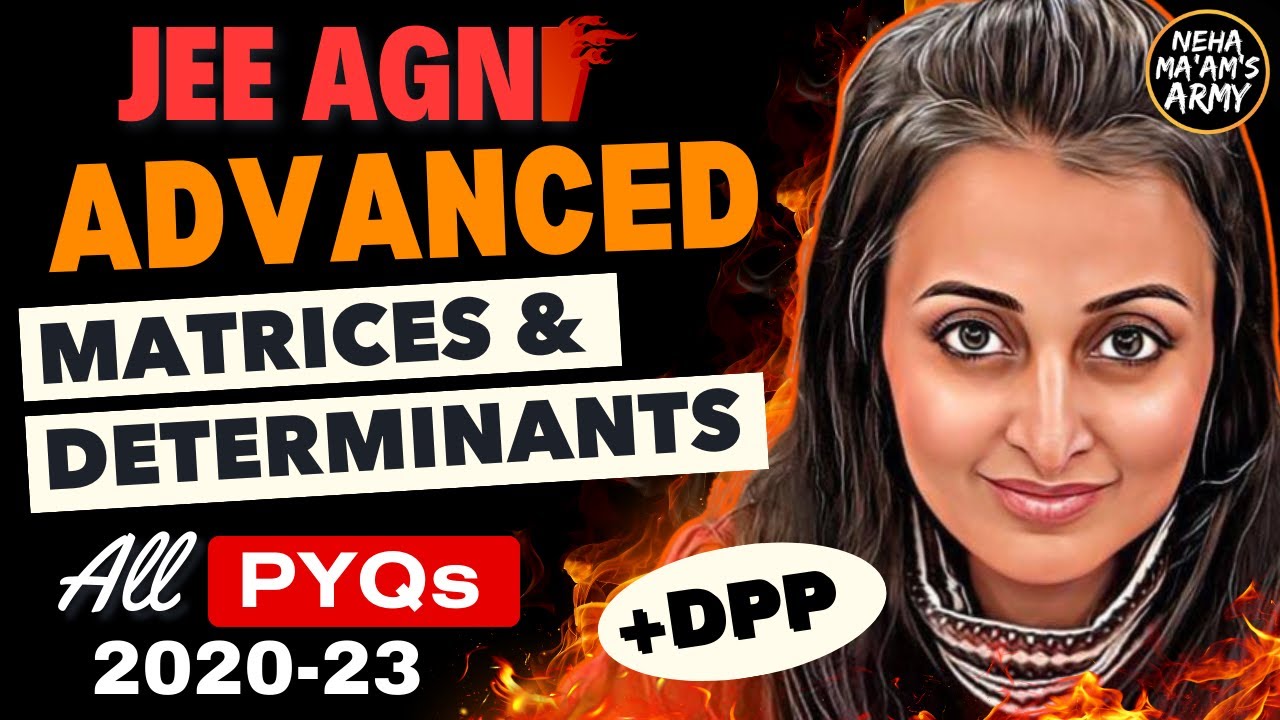 JEE AGNI
ADVANCED
MATRICES &
DETERMINANTS
All PYQs
2020-23
+DPP
NEHA
MA'AM'S
ARMY